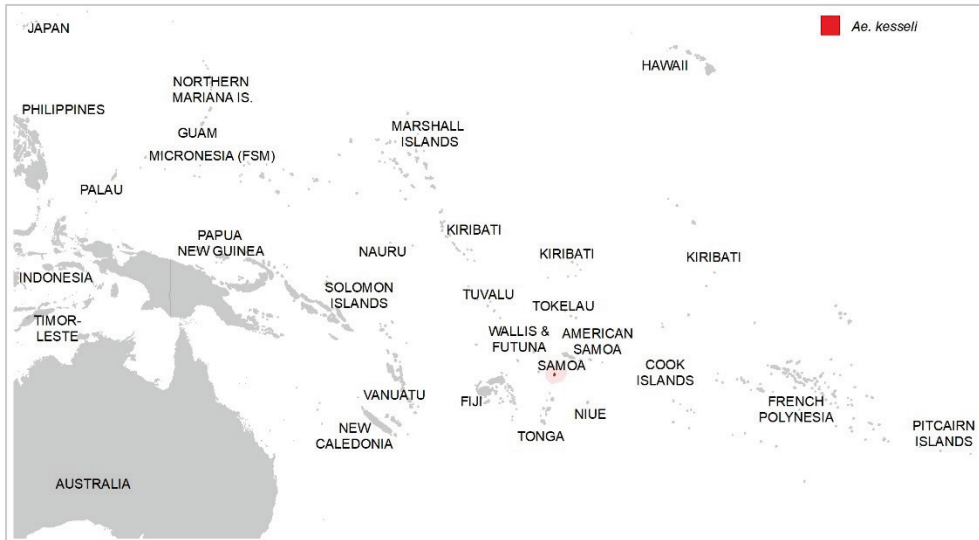 JAPAN
Ae. kesseli
HAWAII
NORTHERN
MARIANA IS.
PHILIPPINES
GUAM
MARSHALL
ISLANDS
MICRONESIA (FSM)
PALAU
KIRIBATI
PAPUA
NEW GUINEA
NAURU
KIRIBATI
KIRIBATI
INDONESIA
SOLOMON
ISLANDS
TUVALU
TOKELAU
TIMOR-
LESTE
WALLIS &
FUTUNA
AMERICAN
SAMOA
SAMOA
COOK
ISLANDS
VANUATU
FIJI
NIUE
FRENCH
POLYNESIA
NEW
CALEDONIA
TONGA
PITCAIRN
ISLANDS
AUSTRALIA